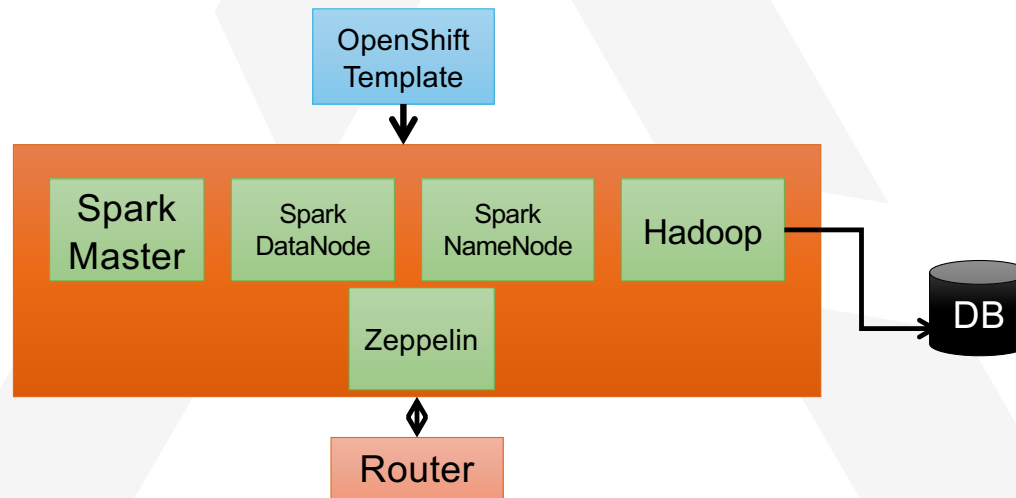 OpenShift
Template
Spark
Master
Spark
DataNode
Spark
NameNode
Hadoop
Zeppelin
DB
Router